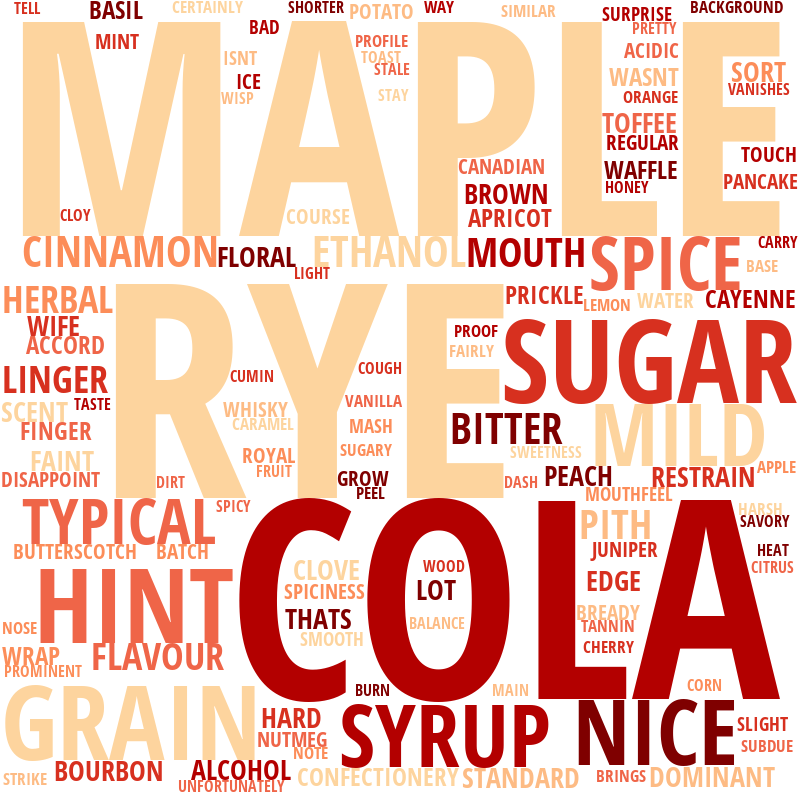 TELL BASIL CERTAINLY SHORTER POTATO WAY SIMILAR SURPRISE BACKGROUND
MINT BAD PROFILE PRETTY
ISNT TOAST ACIDIC
STALE WASNT SORT
ICE VANISHES
WISP STAY ORANGE
MAPLE
TOFFEE
REGULAR TOUCH
CANADIAN WAFFLE PANCAKE
BROWN HONEY
CLOY COURSE APRICOT
CINNAMON FLORAL ETHANOL MOUTH SPICE CARRY
LIGHT BASE
HERBAL PRICKLE LEMON WATER CAYENNE
WIFE PROOF
ACCORD FAIRLY
RYE
SUGAR
LINGER CUMIN COUGH
SCENT TASTE WHISKY VANILLA
FINGER CARAMEL MASH BITTER MILD
FAINT ROYAL SUGARY SWEETNESS
DISAPPOINT DIRT FRUIT GROW DASH PEACH RESTRAIN APPLE
PEEL MOUTHFEEL
TYPICAL SPICY HARSH
PITH SAVORY
BUTTERSCOTCH BATCH JUNIPER HEAT
COLA
CITRUS
HINT CLOVE WOOD EDGE
SPICINESS LOT
THATS BREADY
NOSE SMOOTH BALANCE TANNIN
WRAP FLAVOUR CHERRY
PROMINENT
GRAIN BURN MAIN CORN
HARD SYRUP NICE SLIGHT
NUTMEG SUBDUE
NOTE
STRIKE BOURBON ALCOHOL CONFECTIONERY STANDARD BRINGS DOMINANT
UNFORTUNATELY